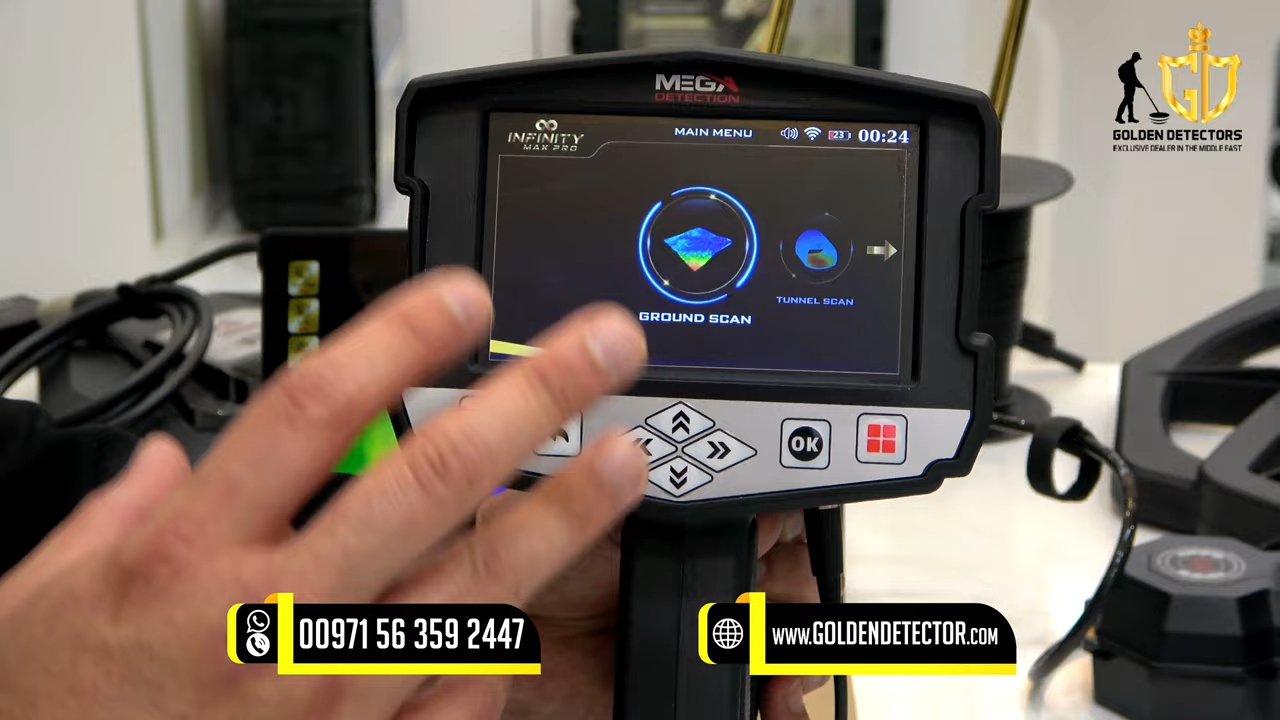 MEGA
DETECTION
INFINITY
MAX PRO
MAIN MENU
23
00:24
GROUND SCAN
TUNNEL SCAN
OK
GOLDEN DETECTORS
EXCLUSIVE DEALER IN THE MIDDLE EAST
00971 56 359 2447
www.GOLDENDETECTOR.com